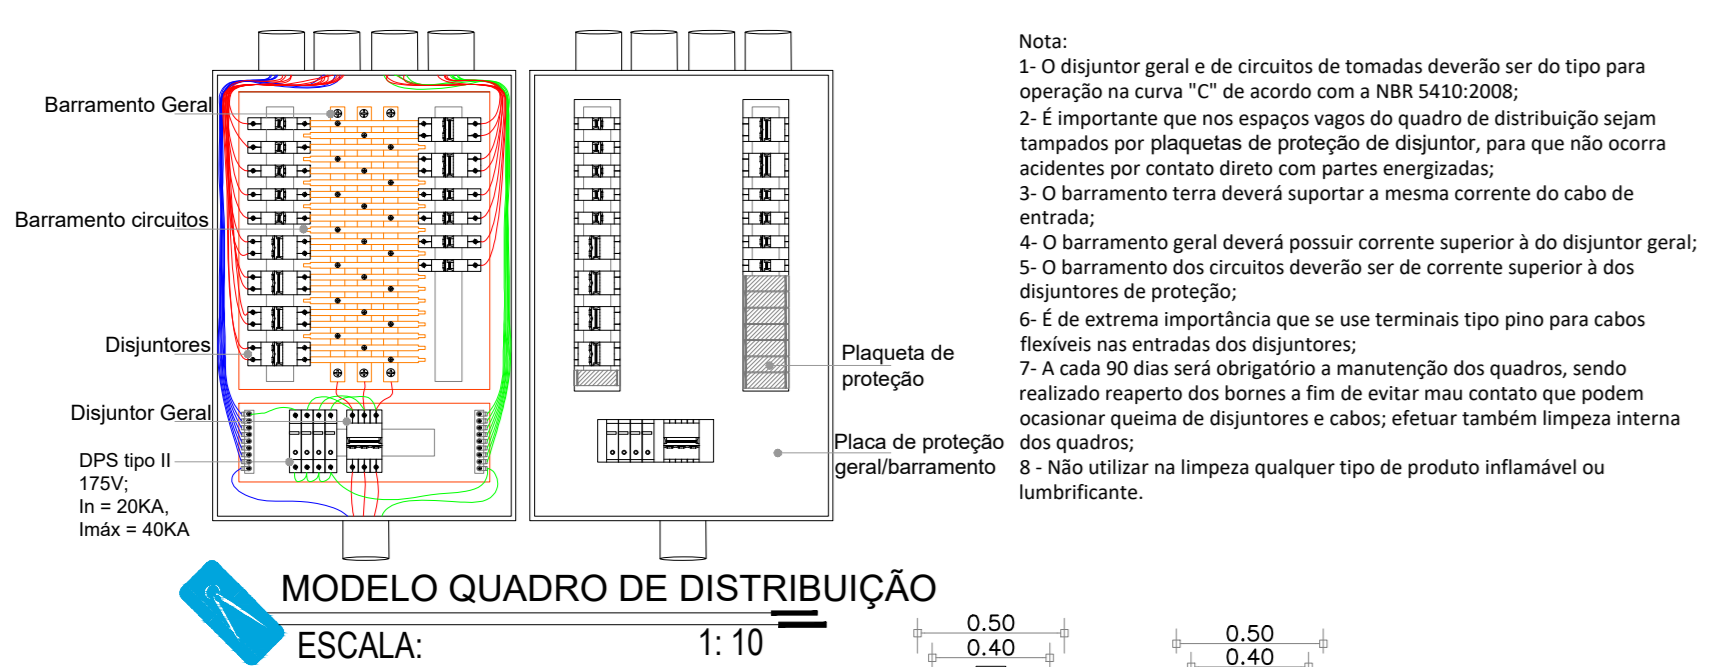 Barramento Geral
Barramento circuitos
Disjuntores
Disjuntor Geral
DPS tipo II
175V;
In = 20KA,
Imáx = 40KA
Plaqueta de
proteção
Placa de proteção
geral/barramento
Nota:
1- O disjuntor geral e de circuitos de tomadas deverão ser do tipo para
operação na curva "C" de acordo com a NBR 5410:2008;
2- É importante que nos espaços vagos do quadro de distribuição sejam
tampados por plaquetas de proteção de disjuntor, para que não ocorra
acidentes por contato direto com partes energizadas;
3- O barramento terra deverá suportar a mesma corrente do cabo de
entrada;
4- O barramento geral deverá possuir corrente superior à do disjuntor geral;
5- O barramento dos circuitos deverão ser de corrente superior à dos
disjuntores de proteção;
6- É de extrema importância que se use terminais tipo pino para cabos
flexíveis nas entradas dos disjuntores;
7- A cada 90 dias será obrigatório a manutenção dos quadros, sendo
realizado reaperto dos bornes a fim de evitar mau contato que podem
ocasionar queima de disjuntores e cabos; efetuar também limpeza interna
dos quadros;
8 - Não utilizar na limpeza qualquer tipo de produto inflamável ou
lumbrificante.
MODELO QUADRO DE DISTRIBUIÇÃO
ESCALA: 1: 10
0.50
0.40
0.50
0.40